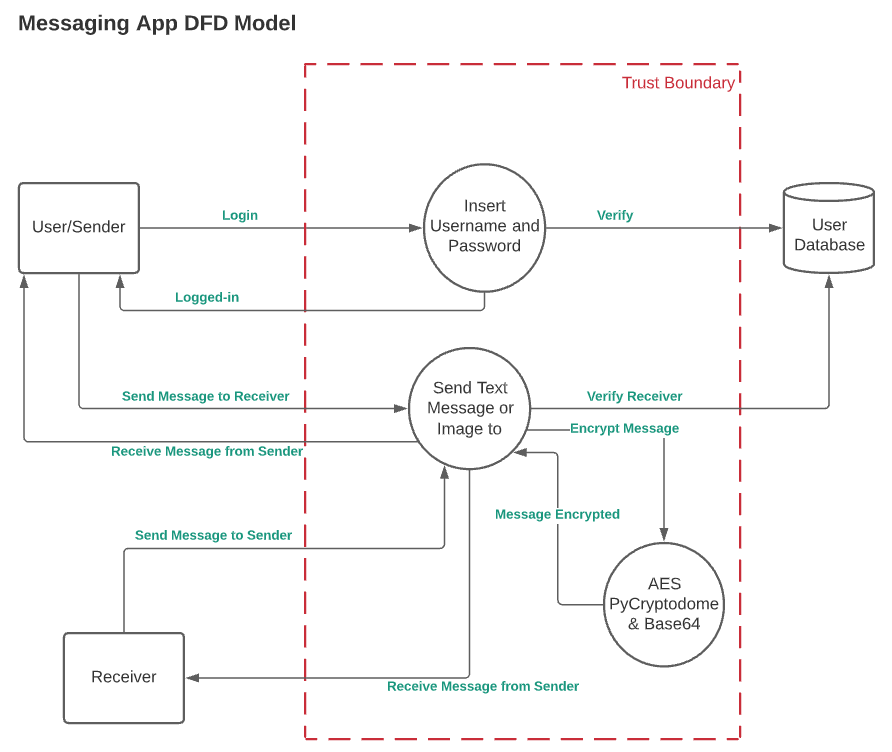 Messaging App DFD Model
Trust Boundary
User/Sender
Login
Insert
Username and
Password
Verify
User
Database
Logged-in
Send Message to Receiver
Send Text
Message or
Image to
Verify Receiver
Encrypt Message
Receive Message from Sender
Message Encrypted
Send Message to Sender
AES
PyCryptodome
& Base64
Receiver
Receive Message from Sender